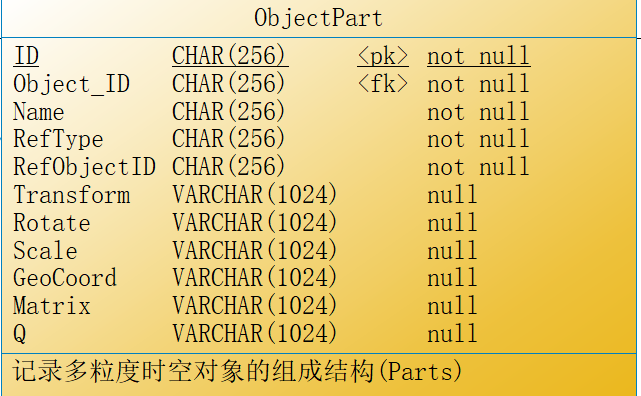 ObjectPart
ID CHAR(256) <pk> not null
Object_ID CHAR(256) <fk> not null
Name CHAR(256) not null
RefType CHAR(256) not null
RefObjectID CHAR(256) not null
Transform VARCHAR(1024) null
Rotate VARCHAR(1024) null
Scale VARCHAR(1024) null
GeoCoord VARCHAR(1024) null
Matrix VARCHAR(1024) null
Q VARCHAR(1024) null
记录多粒度时空对象的组成结构(Parts)